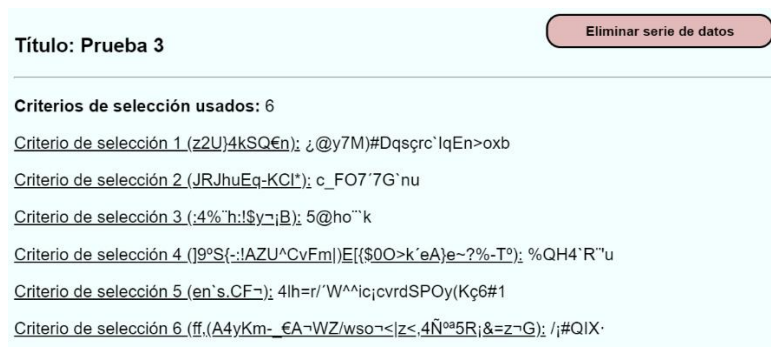 Eliminar serie de datos
Título: Prueba 3
Criterios de selección usados: 6
Criterio de selección 1 (z2U}4kSQ€n): ¿@y7M)#Dqsçrc`IqEn>oxb
Criterio de selección 2 (JRJhuEq-KCI*): c_FO7´7G`nu
Criterio de selección 3 (:4%¨h:!$y¬¡B): 5@ho¨`k
Criterio de selección 4 (]9ºS{-:!AZU^CvFm|)E[{$0O>k´eA}e~?%-Tº): %QH4`R¨'u
Criterio de selección 5 (en`s.CF¬): 4lh=r/´W^^ic¡cvrdSPOy(Kç6#1
Criterio de selección 6 (ff,(A4yKm-_€A¬WZ/wso¬<|z<,4Ѻª5R¡&=z¬G): /¡#QIX·